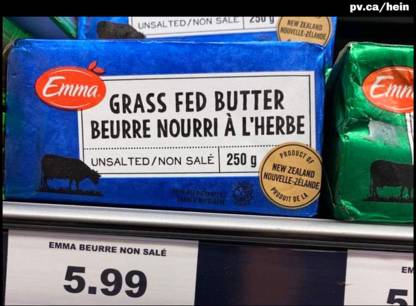 pv.ca/hein
UNSALTED/NON SALÉ 250 g
NEW ZEALAND
NOUVELLE-ZÉLANDE
Emma
GRASS FED BUTTER
BEURRE NOURRI À L'HERBE
UNSALTED/NON SALÉ 250 g
PRODUCT OF
NEW ZEALAND
NOUVELLE-ZÉLANDE
PRODUIT DE LA
Emm
EMMA BEURRE NON SALÉ
5.99
EM
5